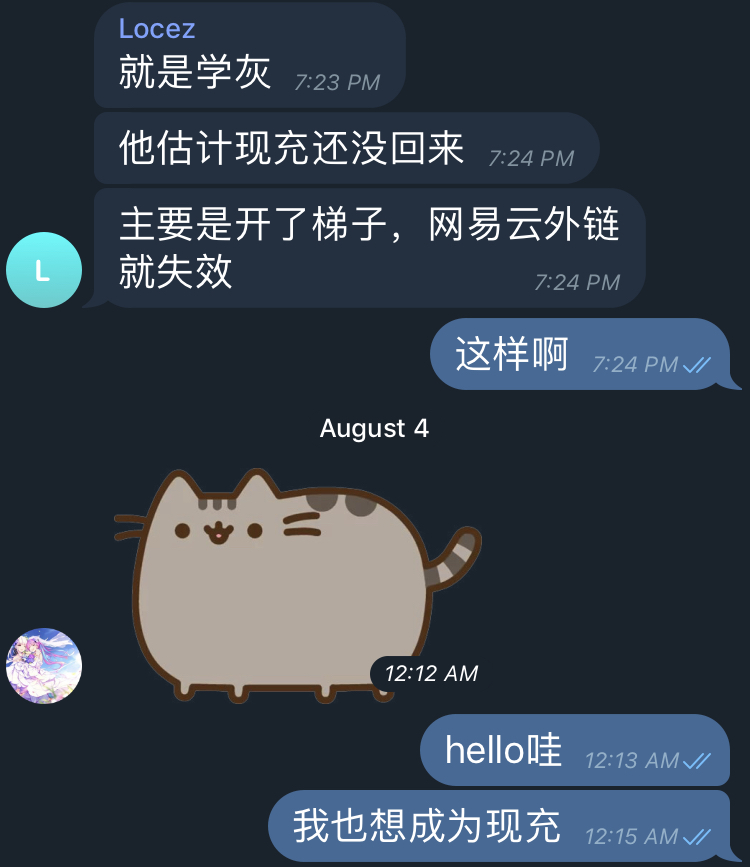 Locez
就是学灰 7:23 PM
他估计现充还没回来 7:24 PM
主要是开了梯子，网易云外链
就失效 7:24 PM
L
这样啊 7:24 PM
August 4
12:12 AM
hello哇 12:13 AM
我也想成为现充 12:15 AM